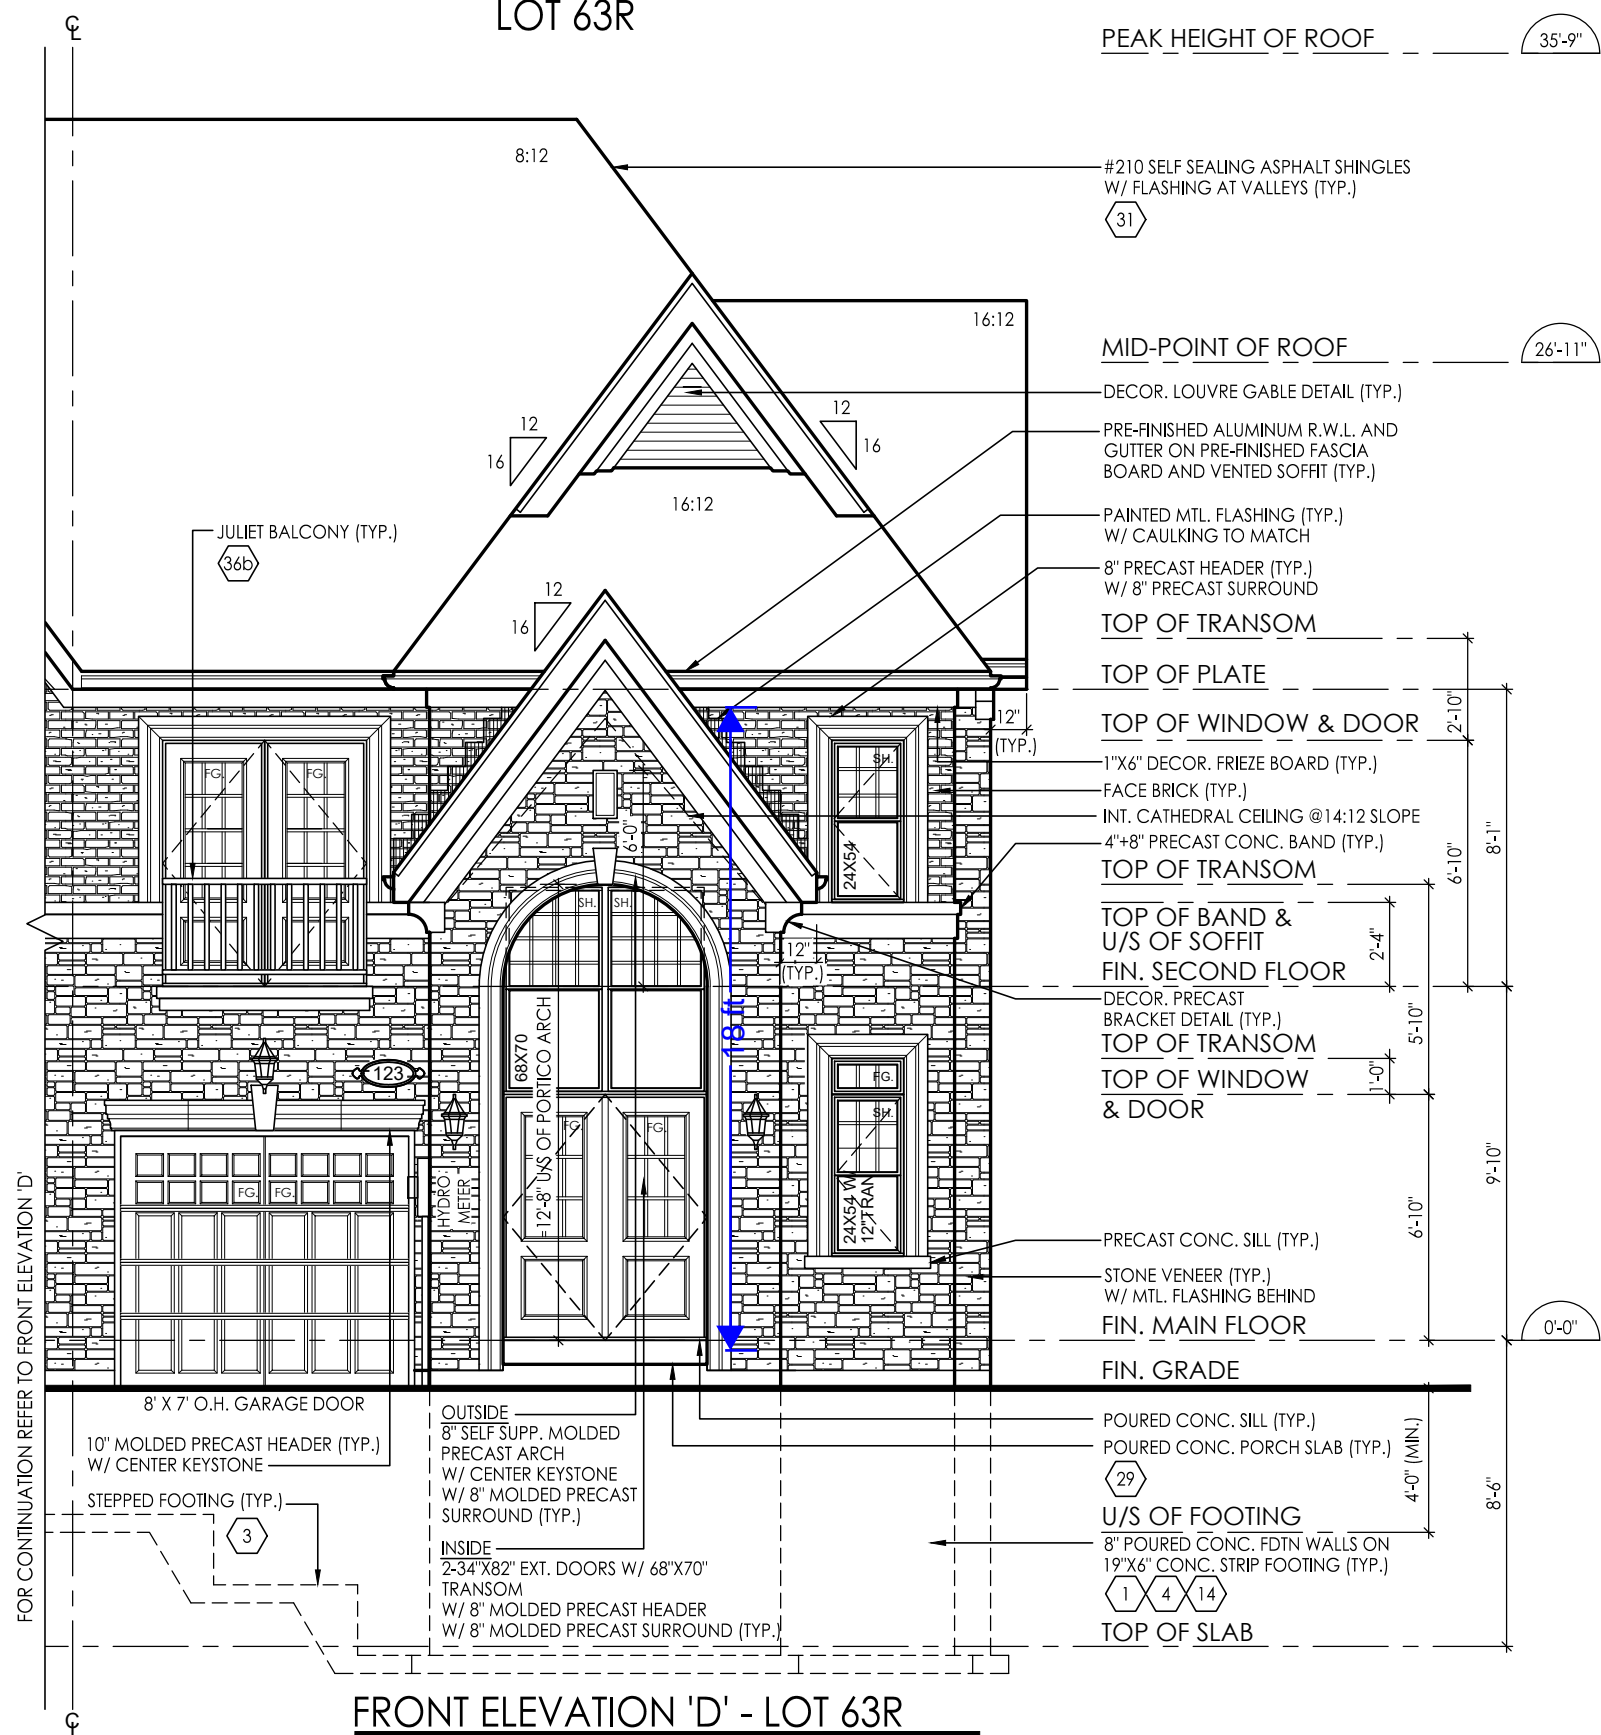 LOT 63R
PEAK HEIGHT OF ROOF
35'-9"
8:12
#210 SELF SEALING ASPHALT SHINGLES
W/ FLASHING AT VALLEYS (TYP.)
31
16:12
MID-POINT OF ROOF
26'-11"
DECOR. LOUVRE GABLE DETAIL (TYP.)
12
16
12
16
PRE-FINISHED ALUMINUM R.W.L. AND
GUTTER ON PRE-FINISHED FASCIA
BOARD AND VENTED SOFFIT (TYP.)
16:12
PAINTED MTL. FLASHING (TYP.)
W/ CAULKING TO MATCH
JULIET BALCONY (TYP.)
36b
8" PRECAST HEADER (TYP.)
W/ 8" PRECAST SURROUND
12
16
TOP OF TRANSOM
TOP OF PLATE
TOP OF WINDOW & DOOR
2'-10"
12"
(TYP.)
1"X6" DECOR. FRIEZE BOARD (TYP.)
FACE BRICK (TYP.)
INT. CATHEDRAL CEILING @14:12 SLOPE
4"+8" PRECAST CONC. BAND (TYP.)
TOP OF TRANSOM
6'-10"
8'-1"
FG.
FG.
SH.
24X54
6'-0"
SH.
SH.
TOP OF BAND &
U/S OF SOFFIT
2'-4"
FIN. SECOND FLOOR
12"
(TYP.)
DECOR. PRECAST
BRACKET DETAIL (TYP.)
TOP OF TRANSOM
5'-10"
TOP OF WINDOW
& DOOR
1'-0"
18 ft
68X70
12'-8" U/S OF PORTICO ARCH
123
FG.
SH.
24X54 W/
12" TRAN
FG.
FG.
FG.
FG.
HYDRO
METER
9'-10"
6'-10"
PRECAST CONC. SILL (TYP.)
STONE VENEER (TYP.)
W/ MTL. FLASHING BEHIND
FIN. MAIN FLOOR
0'-0"
FIN. GRADE
FOR CONTINUATION REFER TO FRONT ELEVATION 'D'
8' X 7' O.H. GARAGE DOOR
10" MOLDED PRECAST HEADER (TYP.)
W/ CENTER KEYSTONE
STEPPED FOOTING (TYP.)
3
OUTSIDE
8" SELF SUPP. MOLDED
PRECAST ARCH
W/ CENTER KEYSTONE
W/ 8" MOLDED PRECAST
SURROUND (TYP.)
INSIDE
2-34"X82" EXT. DOORS W/ 68"X70"
TRANSOM
W/ 8" MOLDED PRECAST HEADER
W/ 8" MOLDED PRECAST SURROUND (TYP.)
POURED CONC. SILL (TYP.)
POURED CONC. PORCH SLAB (TYP.)
29
4'-0" (MIN.)
8'-6"
U/S OF FOOTING
8" POURED CONC. FDTN WALLS ON
19"X6" CONC. STRIP FOOTING (TYP.)
1 4 14
TOP OF SLAB
FRONT ELEVATION 'D' - LOT 63R